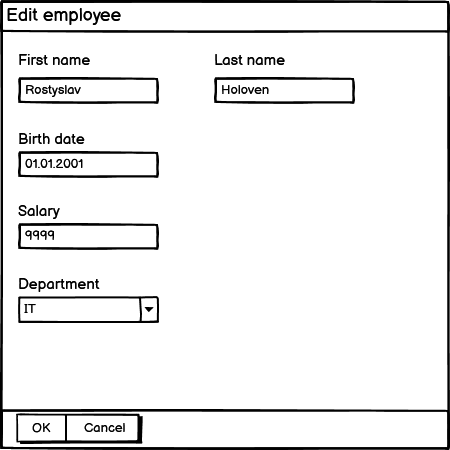 Edit employee
First name Last name
Rostyslav Holoven
Birth date
01.01.2001
Salary
9999
Department
IT
OK Cancel